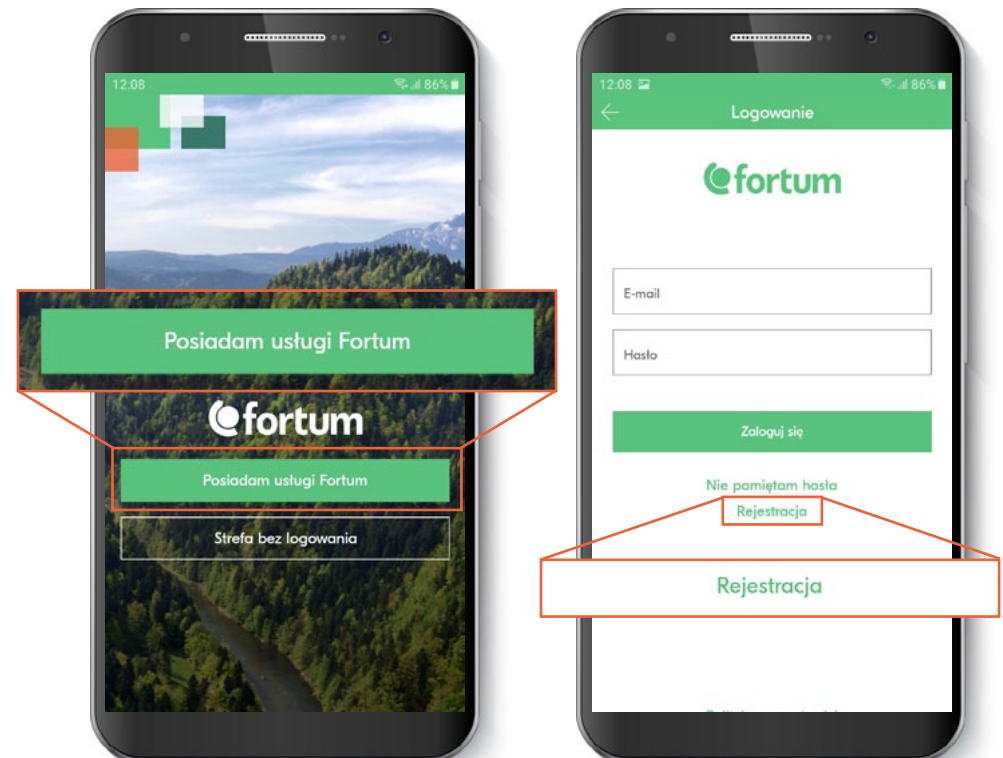 12.08
86%
Posiadam usługi Fortum
fortum
Posiadam usługi Fortum
Strefa bez logowania
12.08
86%
Logowanie
fortum
E-mail
Hasło
Zaloguj się
Nie pamiętam hasła
Rejestracja
Rejestracja